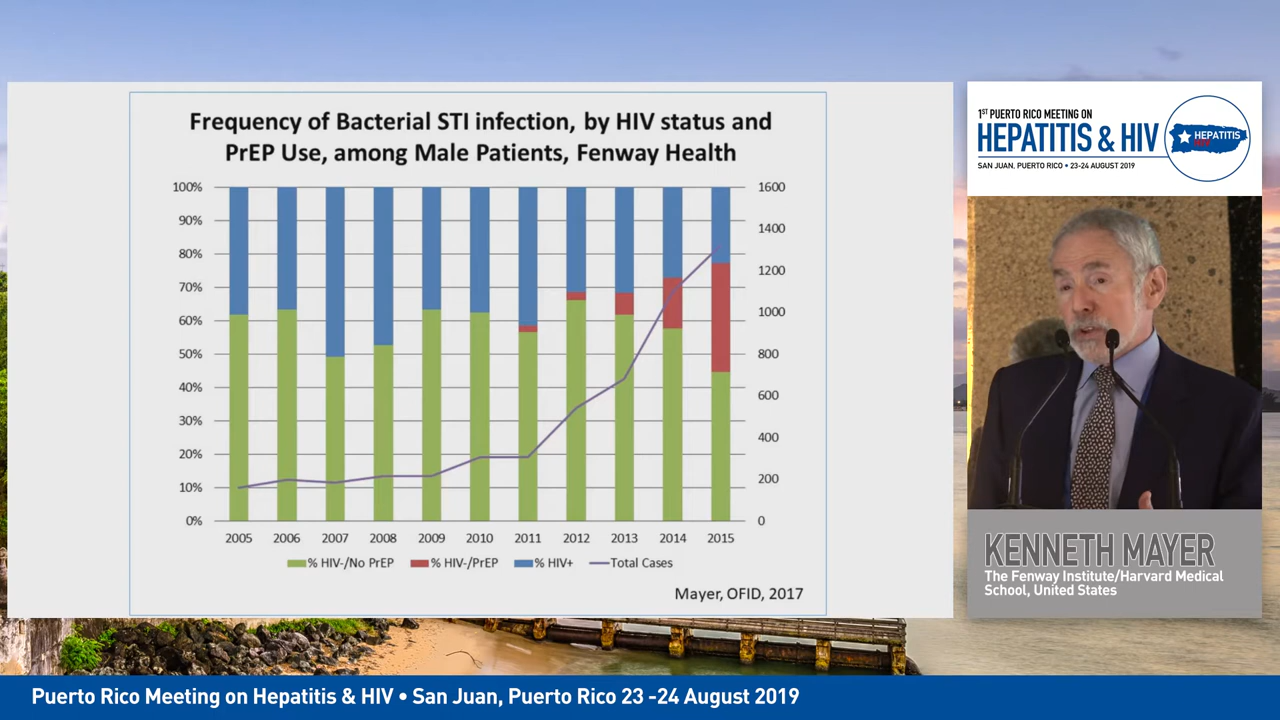 Frequency of Bacterial STI infection, by HIV status and
PrEP Use, among Male Patients, Fenway Health
100%
90%
80%
70%
60%
50%
40%
30%
20%
10%
0%
1600
1400
1200
1000
800
600
400
200
0
2005 2006 2007 2008 2009 2010 2011 2012 2013 2014 2015
% HIV-/No PrEP % HIV-/PrEP % HIV+ Total Cases
Mayer, OFID, 2017
1ST PUERTO RICO MEETING ON
HEPATITIS & HIV
SAN JUAN, PUERTO RICO • 23-24 AUGUST 2019
HEPATITIS
KENNETH MAYER
The Fenway Institute/Harvard Medical
School, United States
Puerto Rico Meeting on Hepatitis & HIV • San Juan, Puerto Rico 23 -24 August 2019